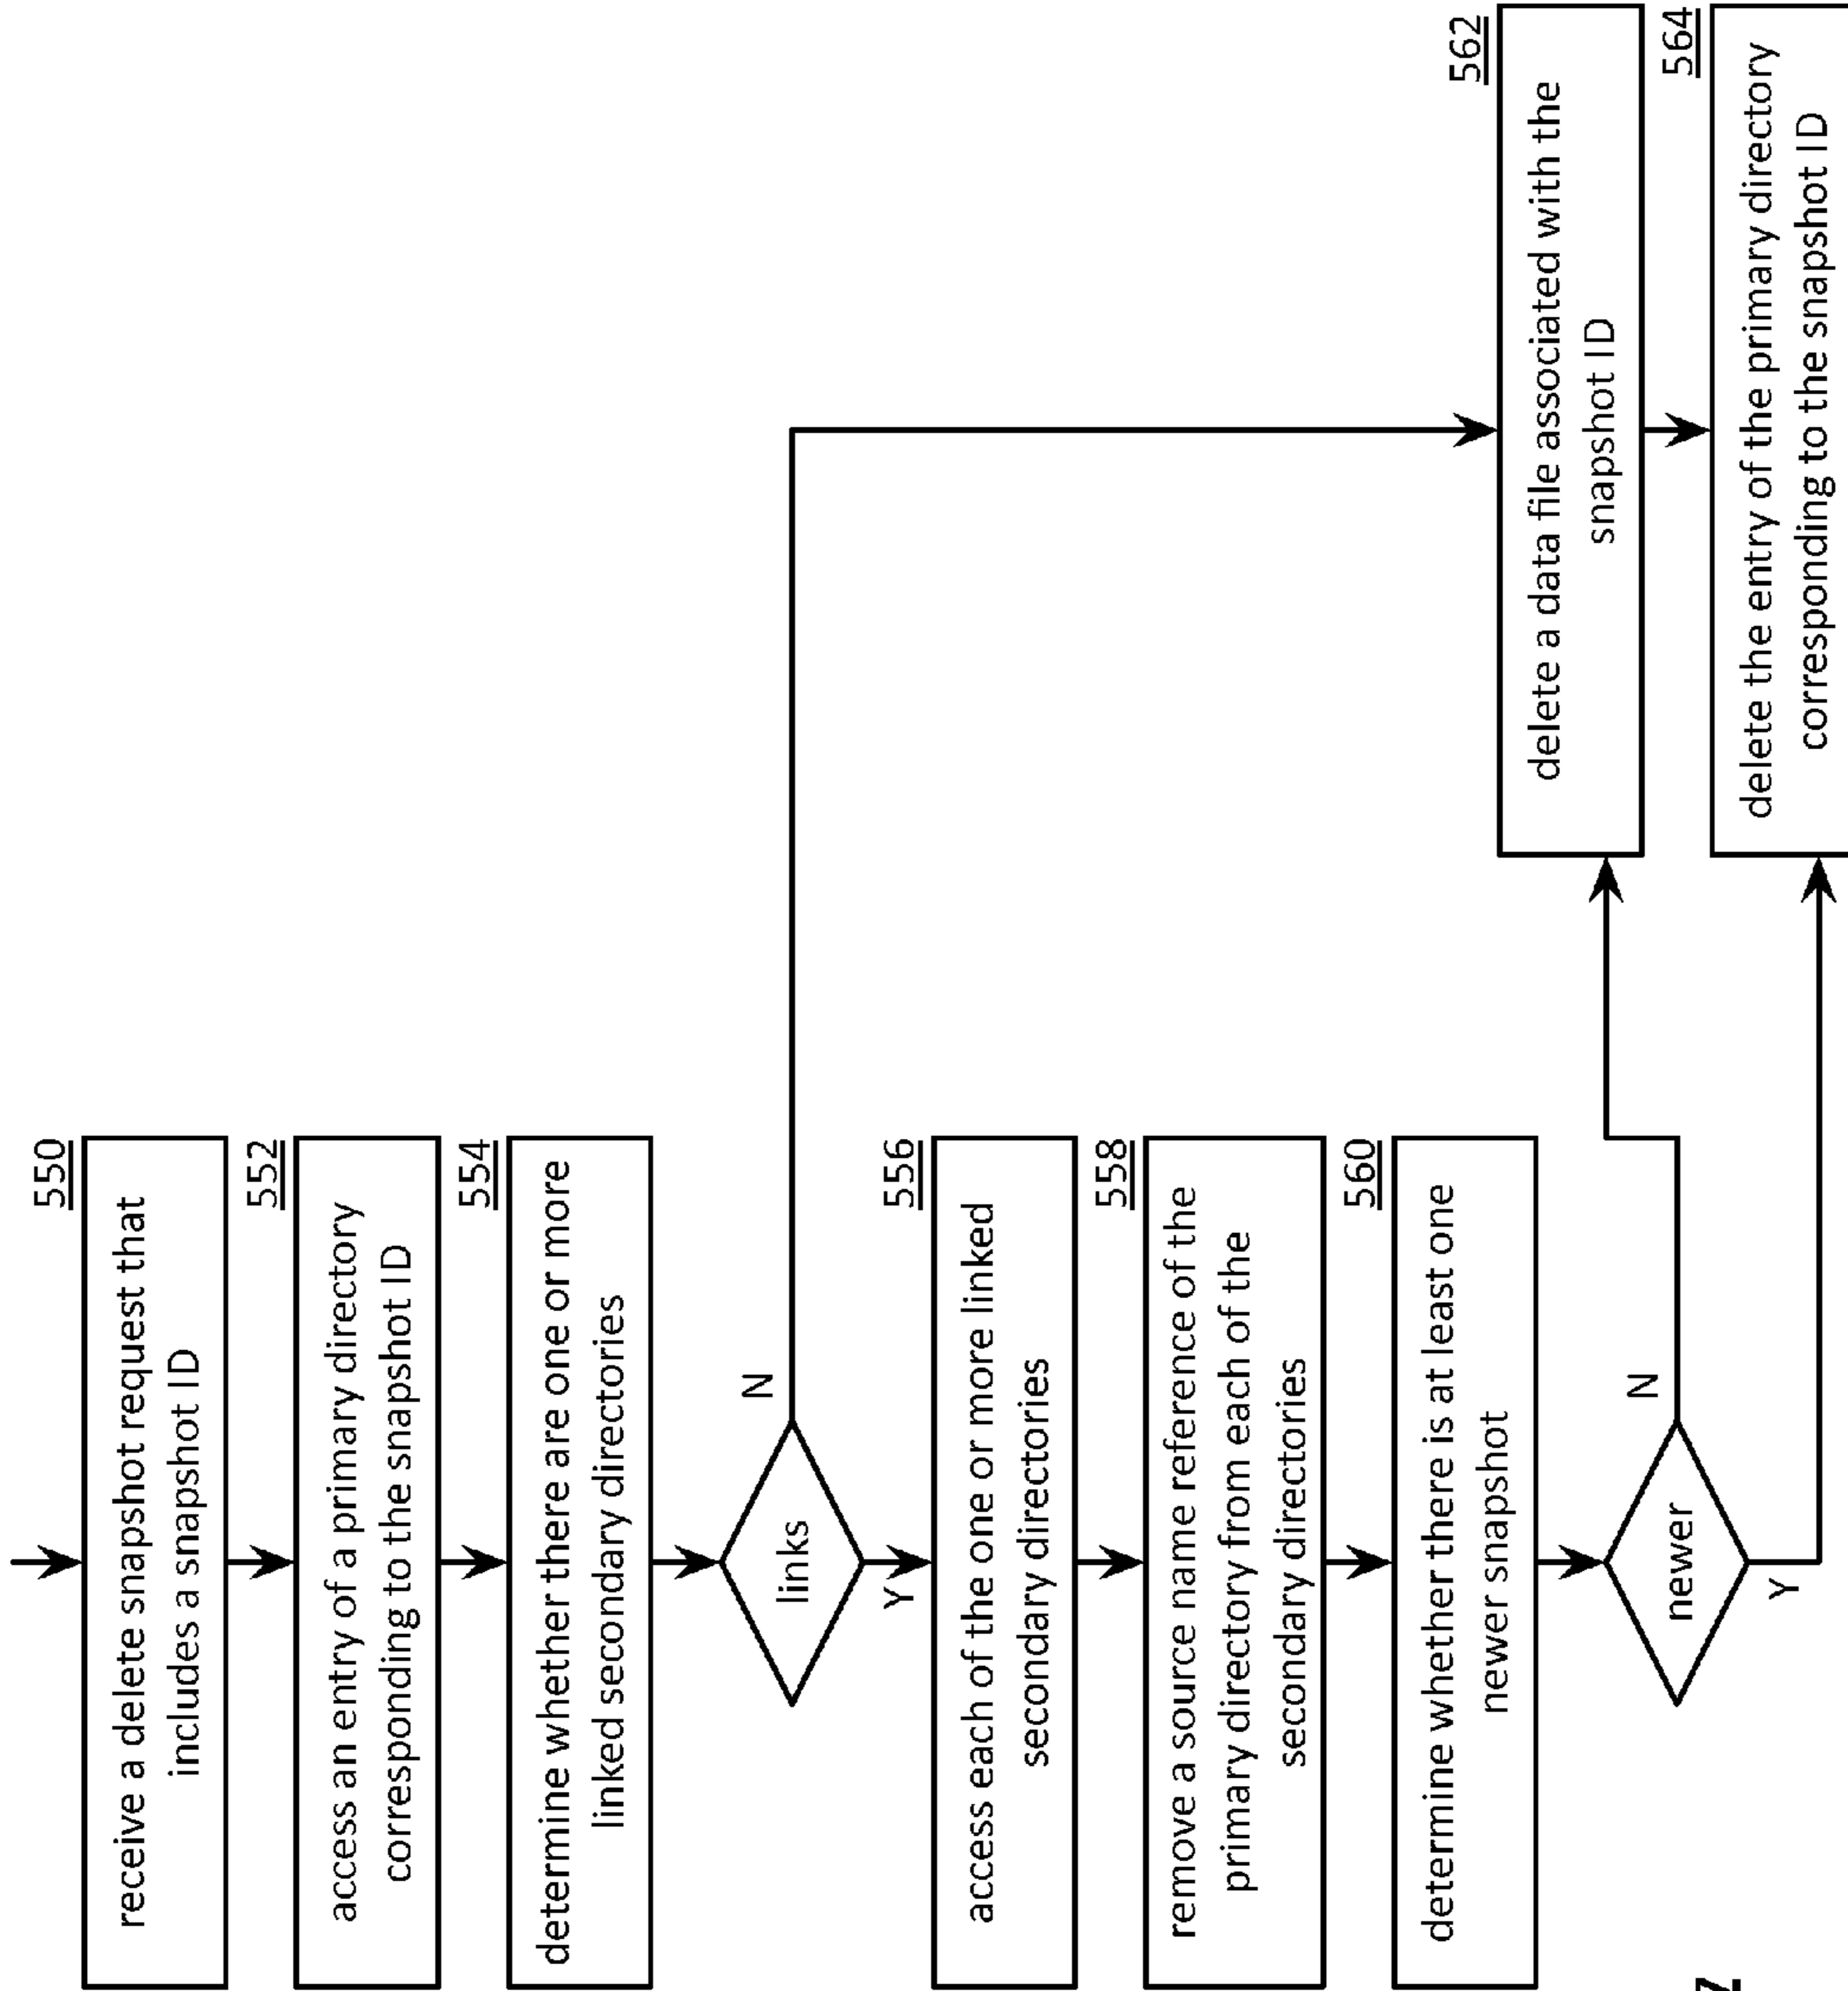 550
receive a delete snapshot request that
includes a snapshot ID
552
access an entry of a primary directory
corresponding to the snapshot ID
554
determine whether there are one or more
linked secondary directories
links
N
Y
556
access each of the one or more linked
secondary directories
558
remove a source name reference of the
primary directory from each of the
secondary directories
560
determine whether there is at least one
newer snapshot
newer
N
Y
562
delete a data file associated with the
snapshot ID
564
delete the entry of the primary directory
corresponding to the snapshot ID